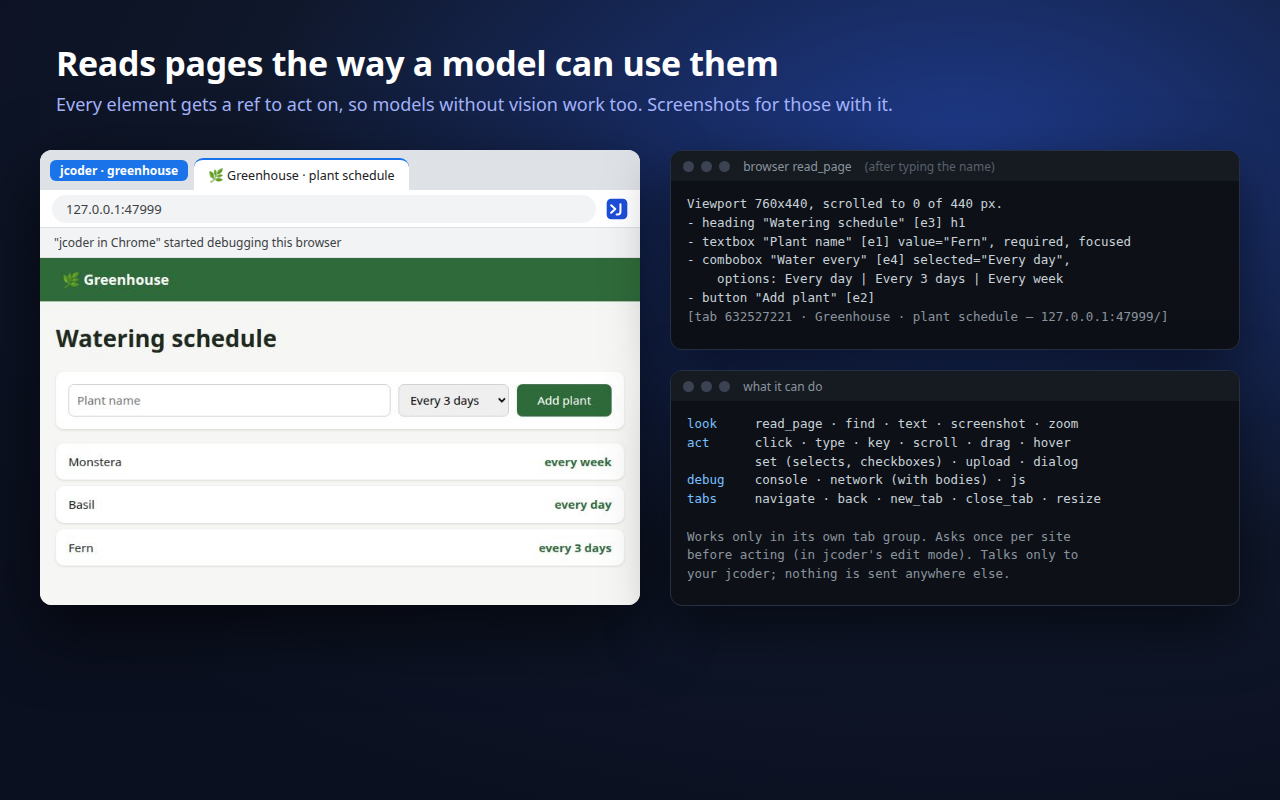 Reads pages the way a model can use them
Every element gets a ref to act on, so models without vision work too. Screenshots for those with it.
jcoder · greenhouse
🌿 Greenhouse · plant schedule
127.0.0.1:47999
"jcoder in Chrome" started debugging this browser
🌿 Greenhouse
Watering schedule
Plant name
Every 3 days
Add plant
Monstera every week
Basil every day
Fern every 3 days
browser read_page (after typing the name)
Viewport 760x440, scrolled to 0 of 440 px.
- heading "Watering schedule" [e3] h1
- textbox "Plant name" [e1] value="Fern", required, focused
- combobox "Water every" [e4] selected="Every day",
options: Every day | Every 3 days | Every week
- button "Add plant" [e2]
[tab 632527221 · Greenhouse · plant schedule — 127.0.0.1:47999/]
what it can do
look read_page · find · text · screenshot · zoom
act click · type · key · scroll · drag · hover
set (selects, checkboxes) · upload · dialog
debug console · network (with bodies) · js
tabs navigate · back · new_tab · close_tab · resize
Works only in its own tab group. Asks once per site
before acting (in jcoder's edit mode). Talks only to
your jcoder; nothing is sent anywhere else.